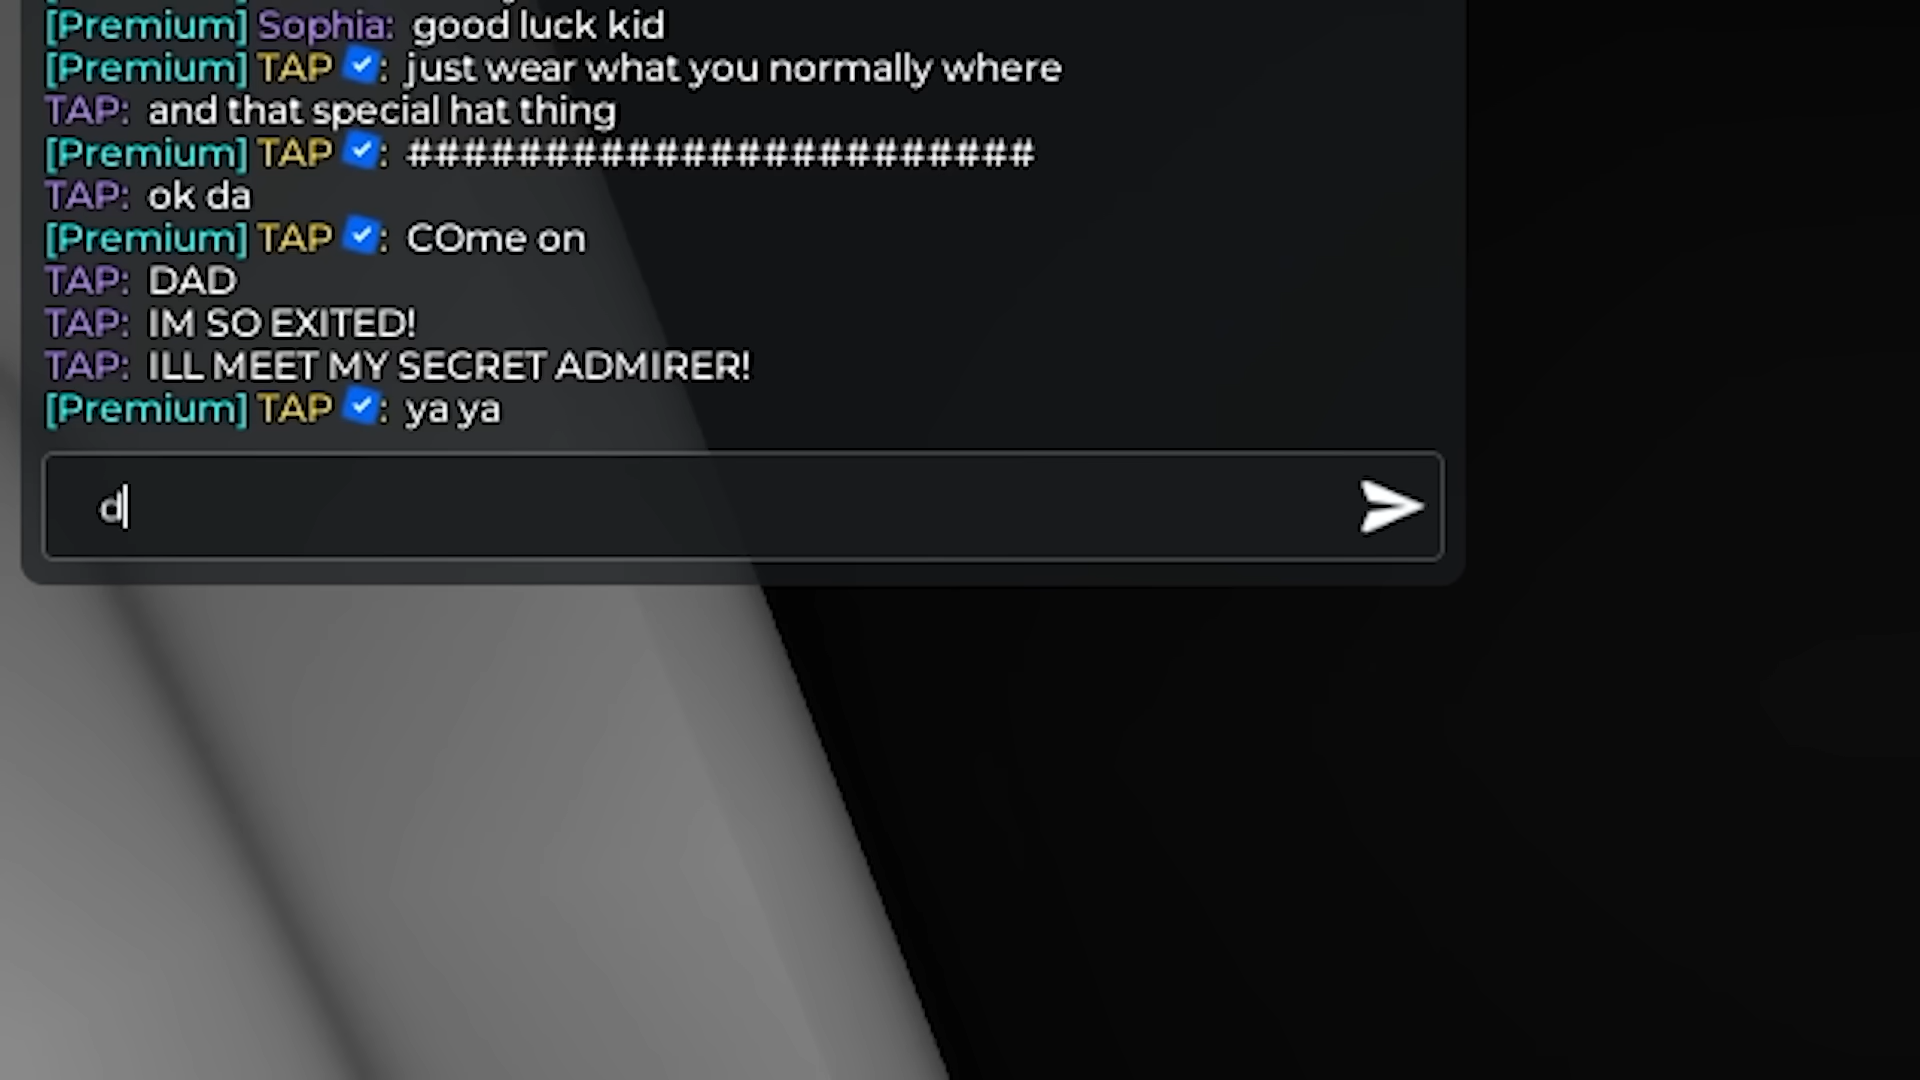 [Premium] Sophia: good luck kid
[Premium] TAP ☑: just wear what you normally where
TAP: and that special hat thing
[Premium] TAP ☑: #######################
TAP: ok da
[Premium] TAP ☑: COme on
TAP: DAD
TAP: IM SO EXITED!
TAP: ILL MEET MY SECRET ADMIRER!
[Premium] TAP ☑: ya ya
d